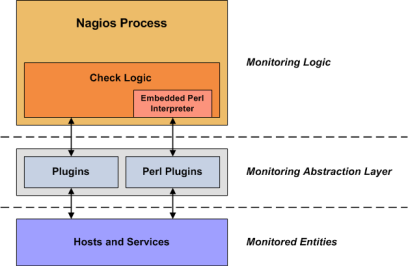 Nagios Process
Check Logic
Monitoring Logic
Embedded Perl
Interpreter
Plugins
Perl Plugins
Monitoring Abstraction Layer
Hosts and Services
Monitored Entities